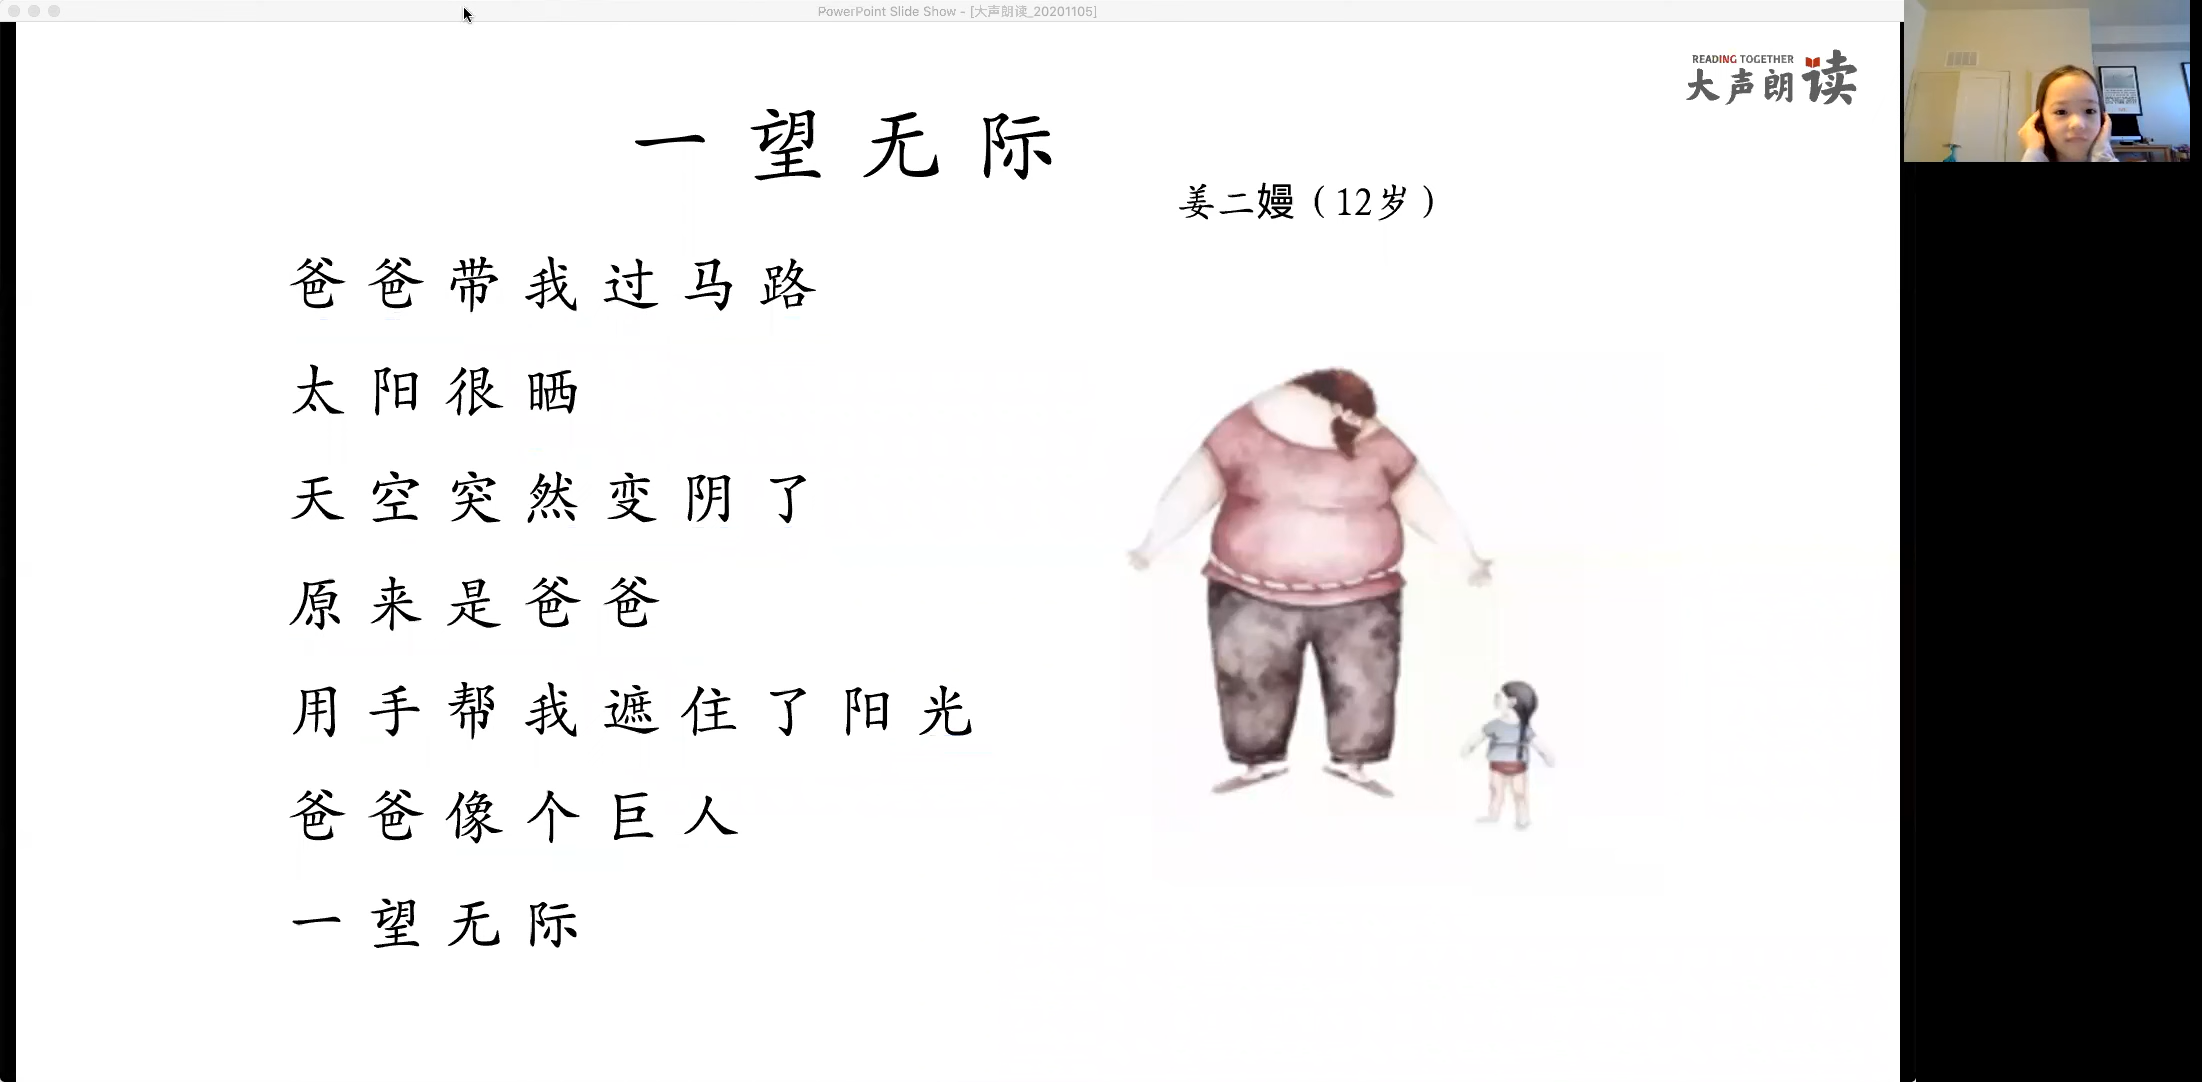 PowerPoint Slide Show - [大声朗读_20201105]
READING TOGETHER
大声朗读
一望无际
姜二嫚（12岁）
爸爸带我过马路
太阳很晒
天空突然变阴了
原来是爸爸
用手帮我遮住了阳光
爸爸像个巨人
一望无际